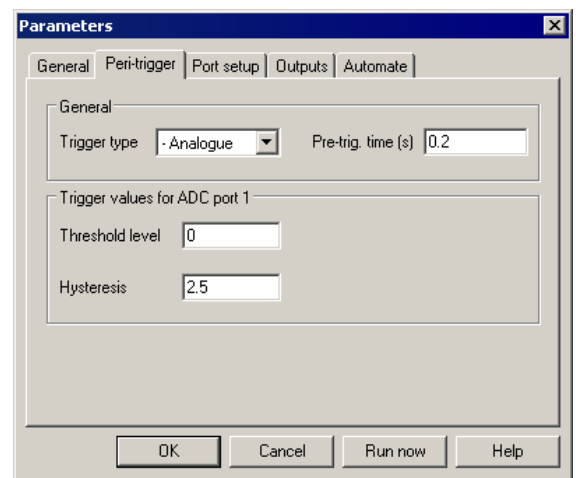 Parameters
General Peri-trigger Port setup Outputs Automate
General
Trigger type - Analogue Pre-trig. time (s) 0.2
Trigger values for ADC port 1
Threshold level 0
Hysteresis 2.5
OK Cancel Run now Help